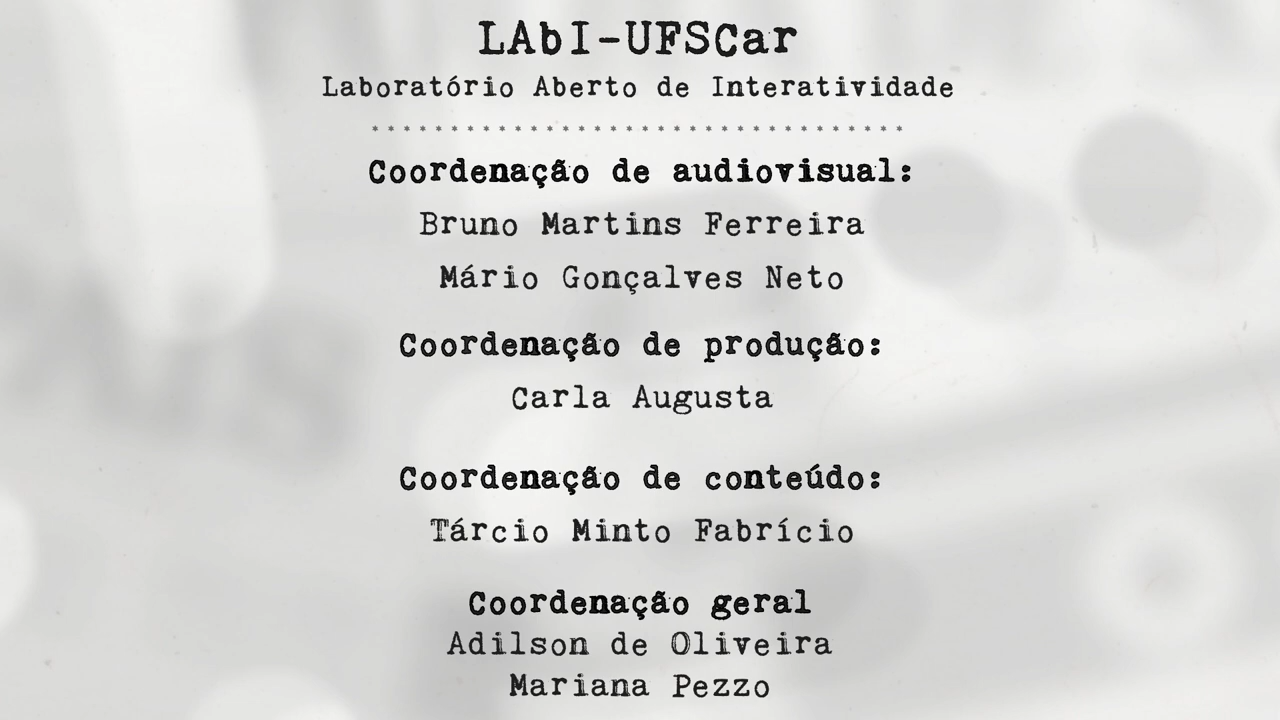 LAbI-UFSCar
Laboratório Aberto de Interatividade
Coordenação de audiovisual:
Bruno Martins Ferreira
Mário Gonçalves Neto
Coordenação de produção:
Carla Augusta
Coordenação de conteúdo:
Tárcio Minto Fabrício
Coordenação geral
Adilson de Oliveira
Mariana Pezzo